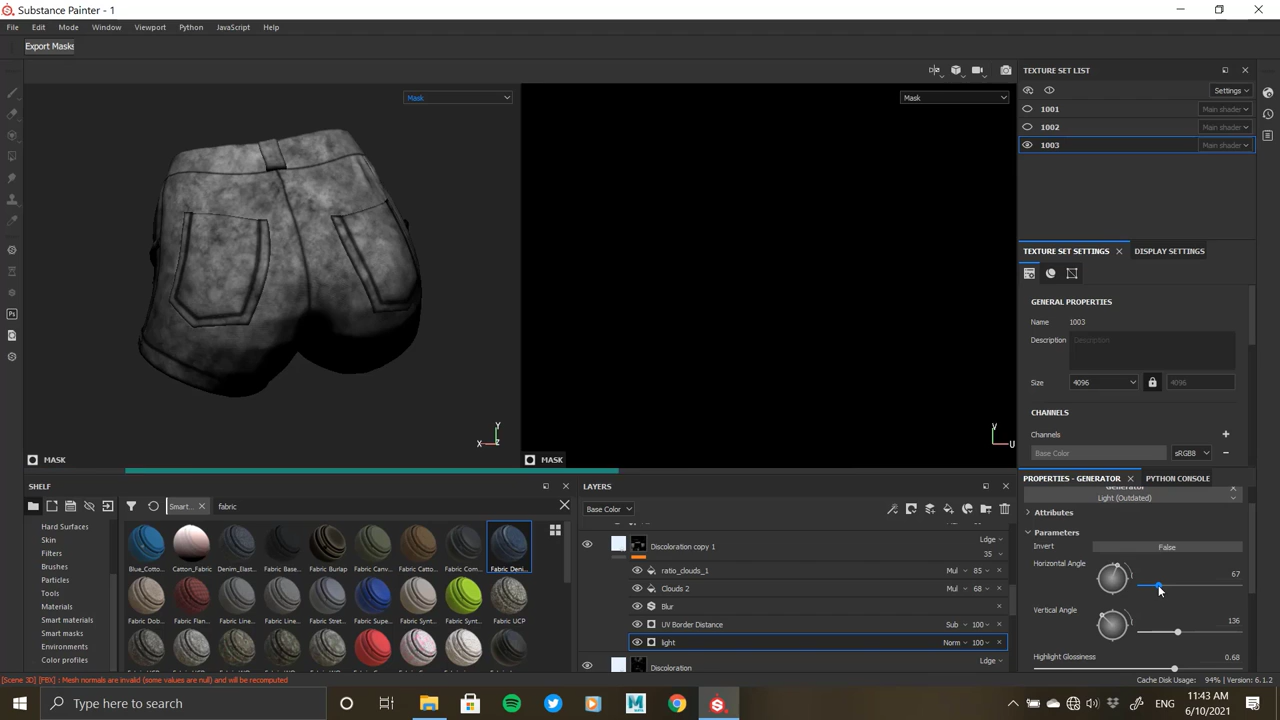 Substance Painter - 1
File Edit Mode Window Viewport Python JavaScript Help
Export Masks
Mask
Mask
Y
X
Z
V
U
MASK
MASK
TEXTURE SET LIST
Settings
1001 Main shader
1002 Main shader
1003 Main shader
TEXTURE SET SETTINGS DISPLAY SETTINGS
GENERAL PROPERTIES
Name 1003
Description Description
Size 4096 4096
CHANNELS
Channels +
Base Color sRGB8 -
SHELF
Smart... fabric
Hard Surfaces
Skin
Filters
Brushes
Particles
Tools
Materials
Smart materials
Smart masks
Environments
Color profiles
Blue_Cotto... Catton_Fabric Denim_Elast... Fabric Base... Fabric Burlap Fabric Canv... Fabric Com... Fabric Deni...
Fabric Dob... Fabric Line... Fabric Line... Fabric Stret... Fabric Supe... Fabric Synt... Fabric Synt... Fabric UCP
LAYERS
Base Color
Discoloration copy 1 Ldge
35
ratio_clouds_1 Mul 85
Clouds 2 Mul 68
Blur
UV Border Distance Sub 100
light Norm 100
Discoloration Ldge
PROPERTIES - GENERATOR PYTHON CONSOLE
Generator
Light (Outdated)
Attributes
Parameters
Invert False
Horizontal Angle 67
Vertical Angle 136
Highlight Glossiness 0.68
[Scene 3D] [FBX] : Mesh normals are invalid (some values are null) and will be recomputed
Cache Disk Usage: 94% | Version: 6.1.2
Type here to search
Ps
ENG
11:43 AM
6/10/2021